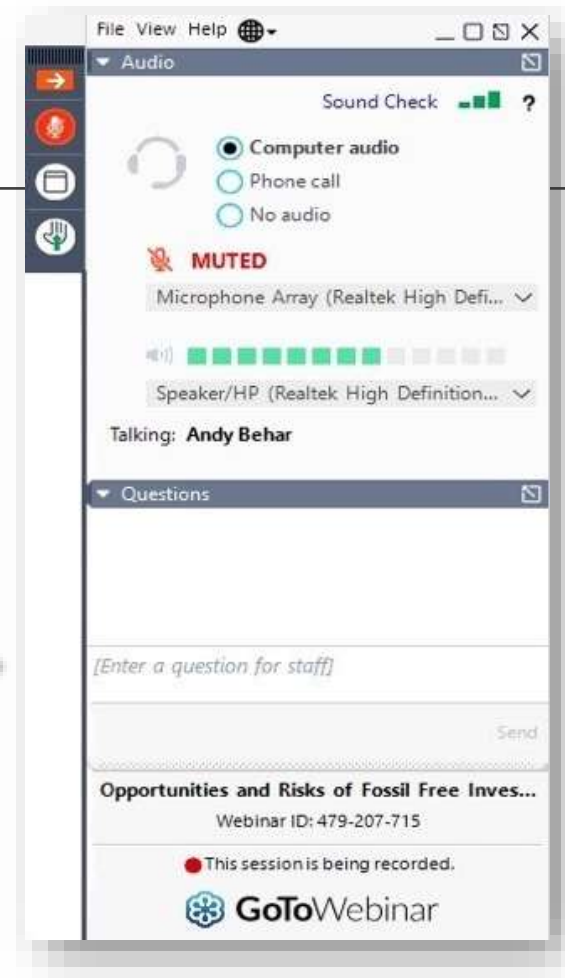 File View Help
Audio
Sound Check ?
Computer audio
Phone call
No audio
MUTED
Microphone Array (Realtek High Defi...
Speaker/HP (Realtek High Definition...
Talking: Andy Behar
Questions
[Enter a question for staff]
Send
Opportunities and Risks of Fossil Free Inves...
Webinar ID: 479-207-715
This session is being recorded.
GoToWebinar